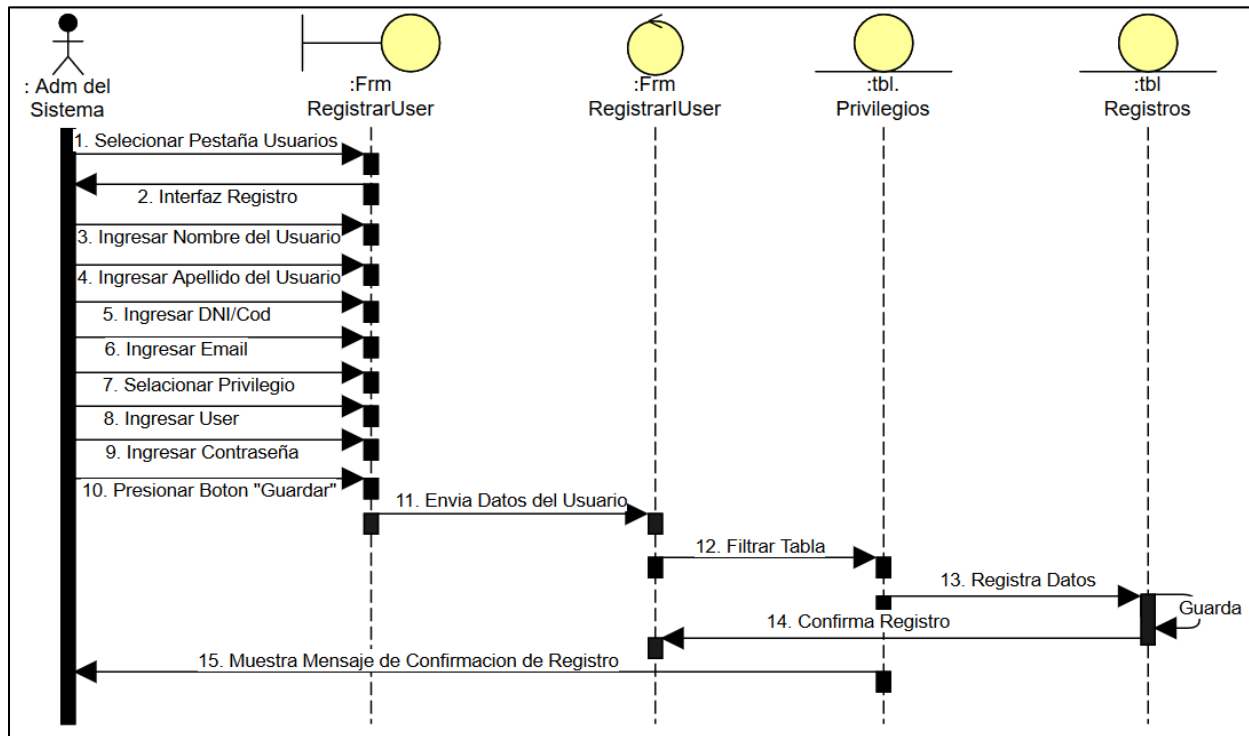 : Adm del
Sistema
:Frm
RegistrarUser
:Frm
RegistrarIUser
:tbl.
Privilegios
:tbl
Registros
1. Selecionar Pestaña Usuarios
2. Interfaz Registro
3. Ingresar Nombre del Usuario
4. Ingresar Apellido del Usuario
5. Ingresar DNI/Cod
6. Ingresar Email
7. Selacionar Privilegio
8. Ingresar User
9. Ingresar Contraseña
10. Presionar Boton "Guardar"
11. Envia Datos del Usuario
12. Filtrar Tabla
13. Registra Datos
Guarda
14. Confirma Registro
15. Muestra Mensaje de Confirmacion de Registro